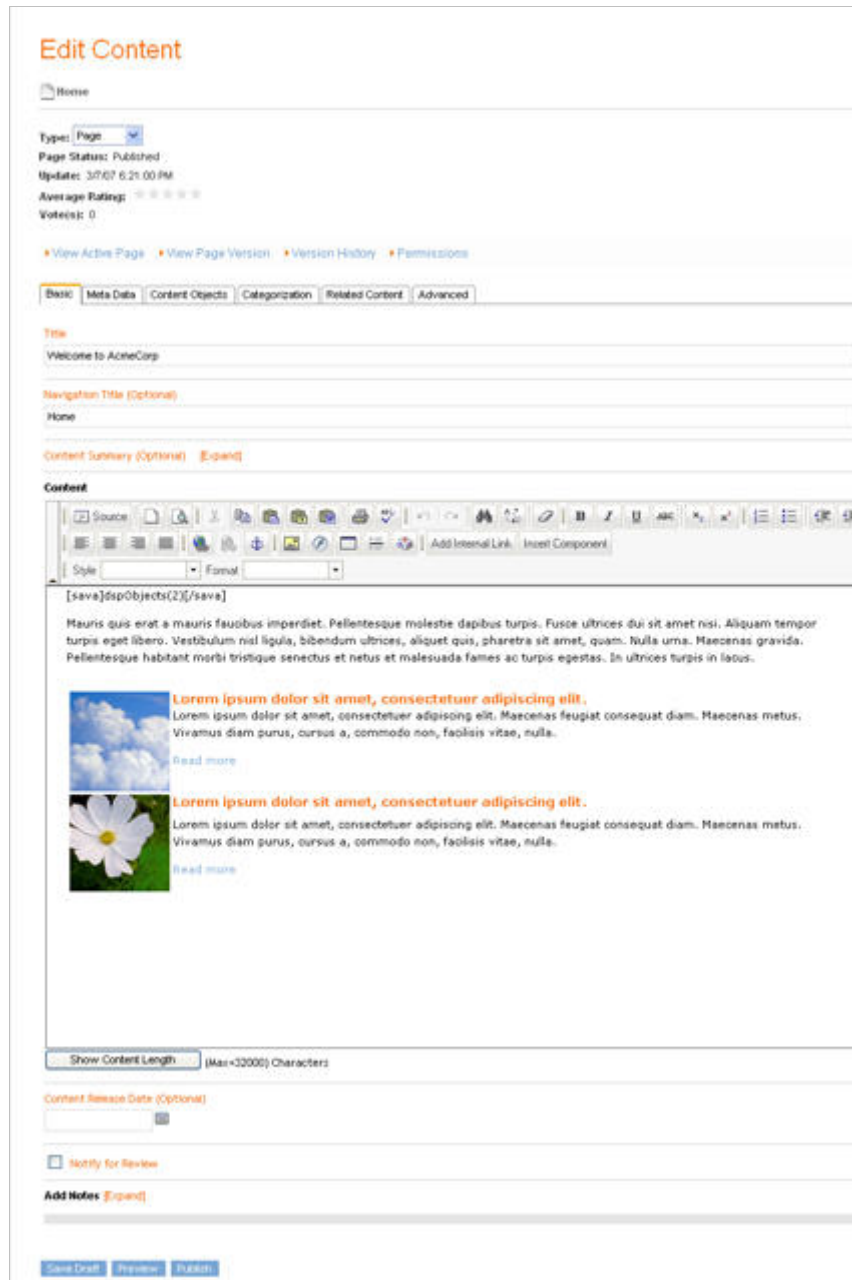 Edit Content
Home
Type: Page
Page Status: Published
Update: 3/7/07 6:21:00 PM
Average Rating:
Vote(s): 0
View Active Page View Page Version Version History Permissions
Basic Meta Data Content Objects Categorization Related Content Advanced
Title
Welcome to AcmeCorp
Navigation Title (Optional)
Home
Content Summary (Optional) [Expand]
Content
Source B I U ABC
Add Internal Link Insert Component
Style Format
[sava]dspObjects(2)[/sava]
Mauris quis erat a mauris faucibus imperdiet. Pellentesque molestie dapibus turpis. Fusce ultrices dui sit amet nisi. Aliquam tempor
turpis eget libero. Vestibulum nisl ligula, bibendum ultrices, aliquet quis, pharetra sit amet, quam. Nulla urna. Maecenas gravida.
Pellentesque habitant morbi tristique senectus et netus et malesuada fames ac turpis egestas. In ultrices turpis in lacus.
Lorem ipsum dolor sit amet, consectetuer adipiscing elit.
Lorem ipsum dolor sit amet, consectetuer adipiscing elit. Maecenas feugiat consequat diam. Maecenas metus.
Vivamus diam purus, cursus a, commodo non, facilisis vitae, nulla.
Read more
Lorem ipsum dolor sit amet, consectetuer adipiscing elit.
Lorem ipsum dolor sit amet, consectetuer adipiscing elit. Maecenas feugiat consequat diam. Maecenas metus.
Vivamus diam purus, cursus a, commodo non, facilisis vitae, nulla.
Read more
Show Content Length (Max=32000) Characters
Content Release Date (Optional)
Notify for Review
Add Notes [Expand]
Save Draft Preview Publish